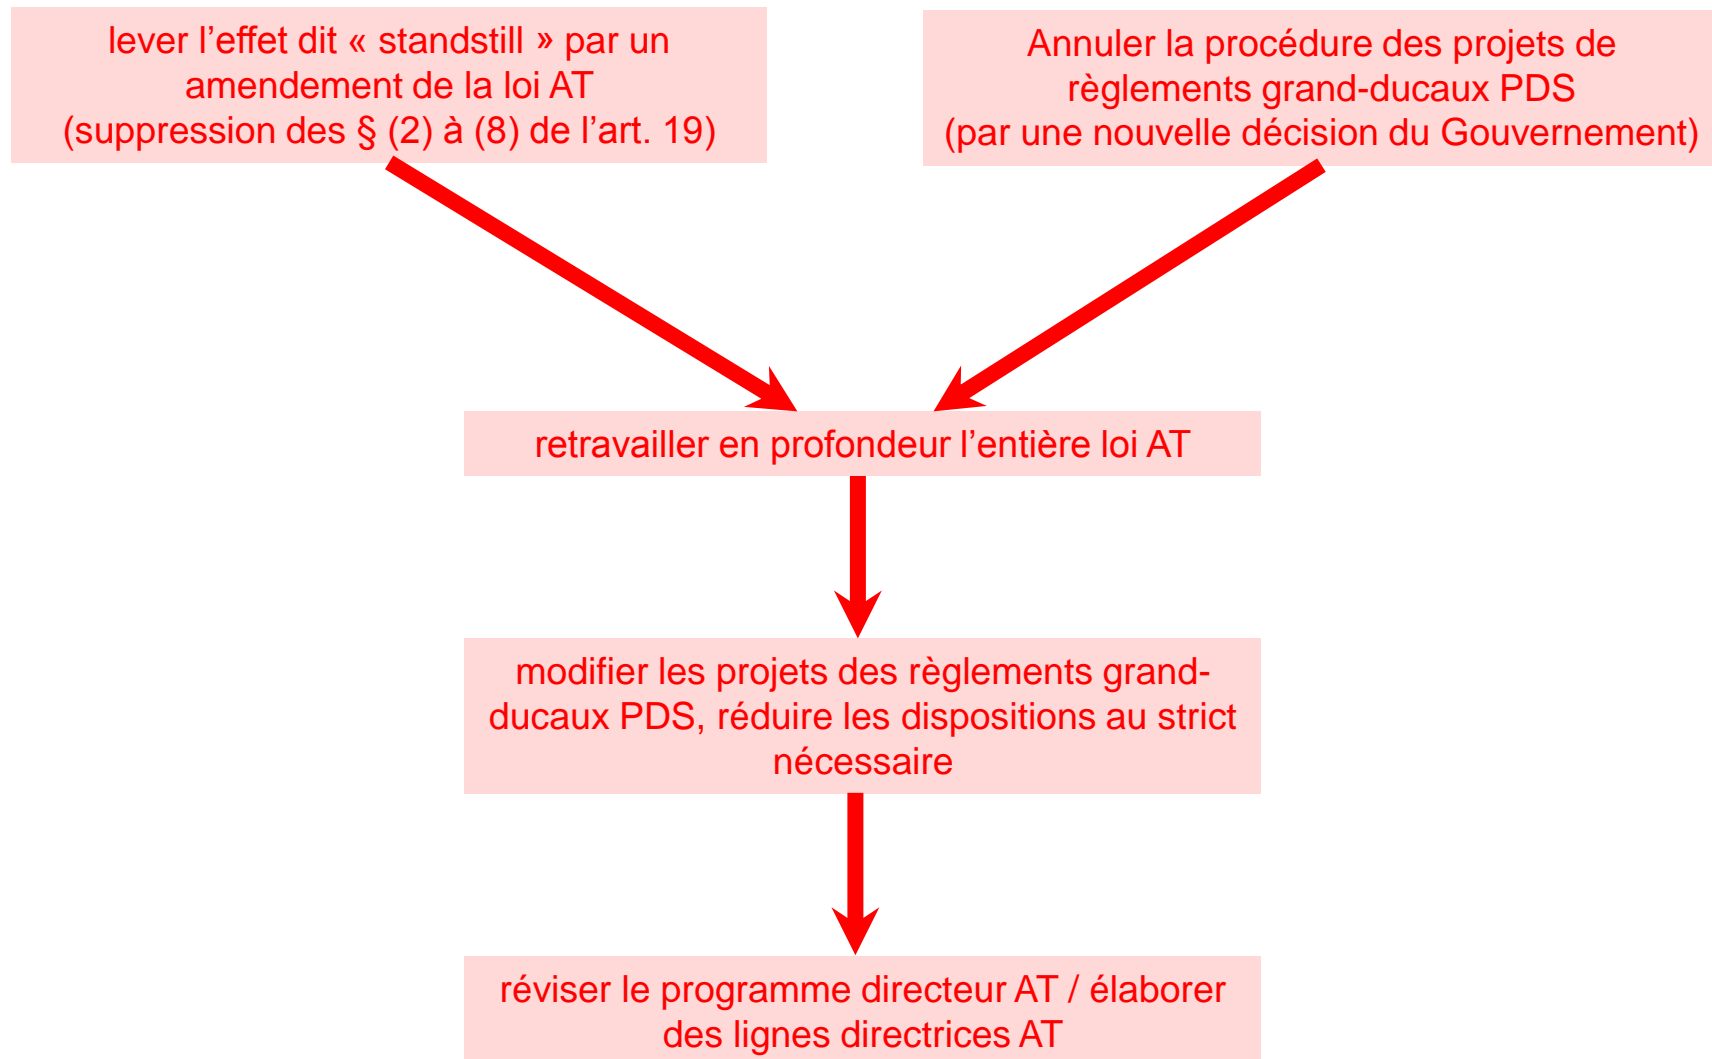 lever l’effet dit « standstill » par un
amendement de la loi AT
(suppression des § (2) à (8) de l’art. 19)
Annuler la procédure des projets de
règlements grand-ducaux PDS
(par une nouvelle décision du Gouvernement)
retravailler en profondeur l’entière loi AT
modifier les projets des règlements grand-
ducaux PDS, réduire les dispositions au strict
nécessaire
réviser le programme directeur AT / élaborer
des lignes directrices AT